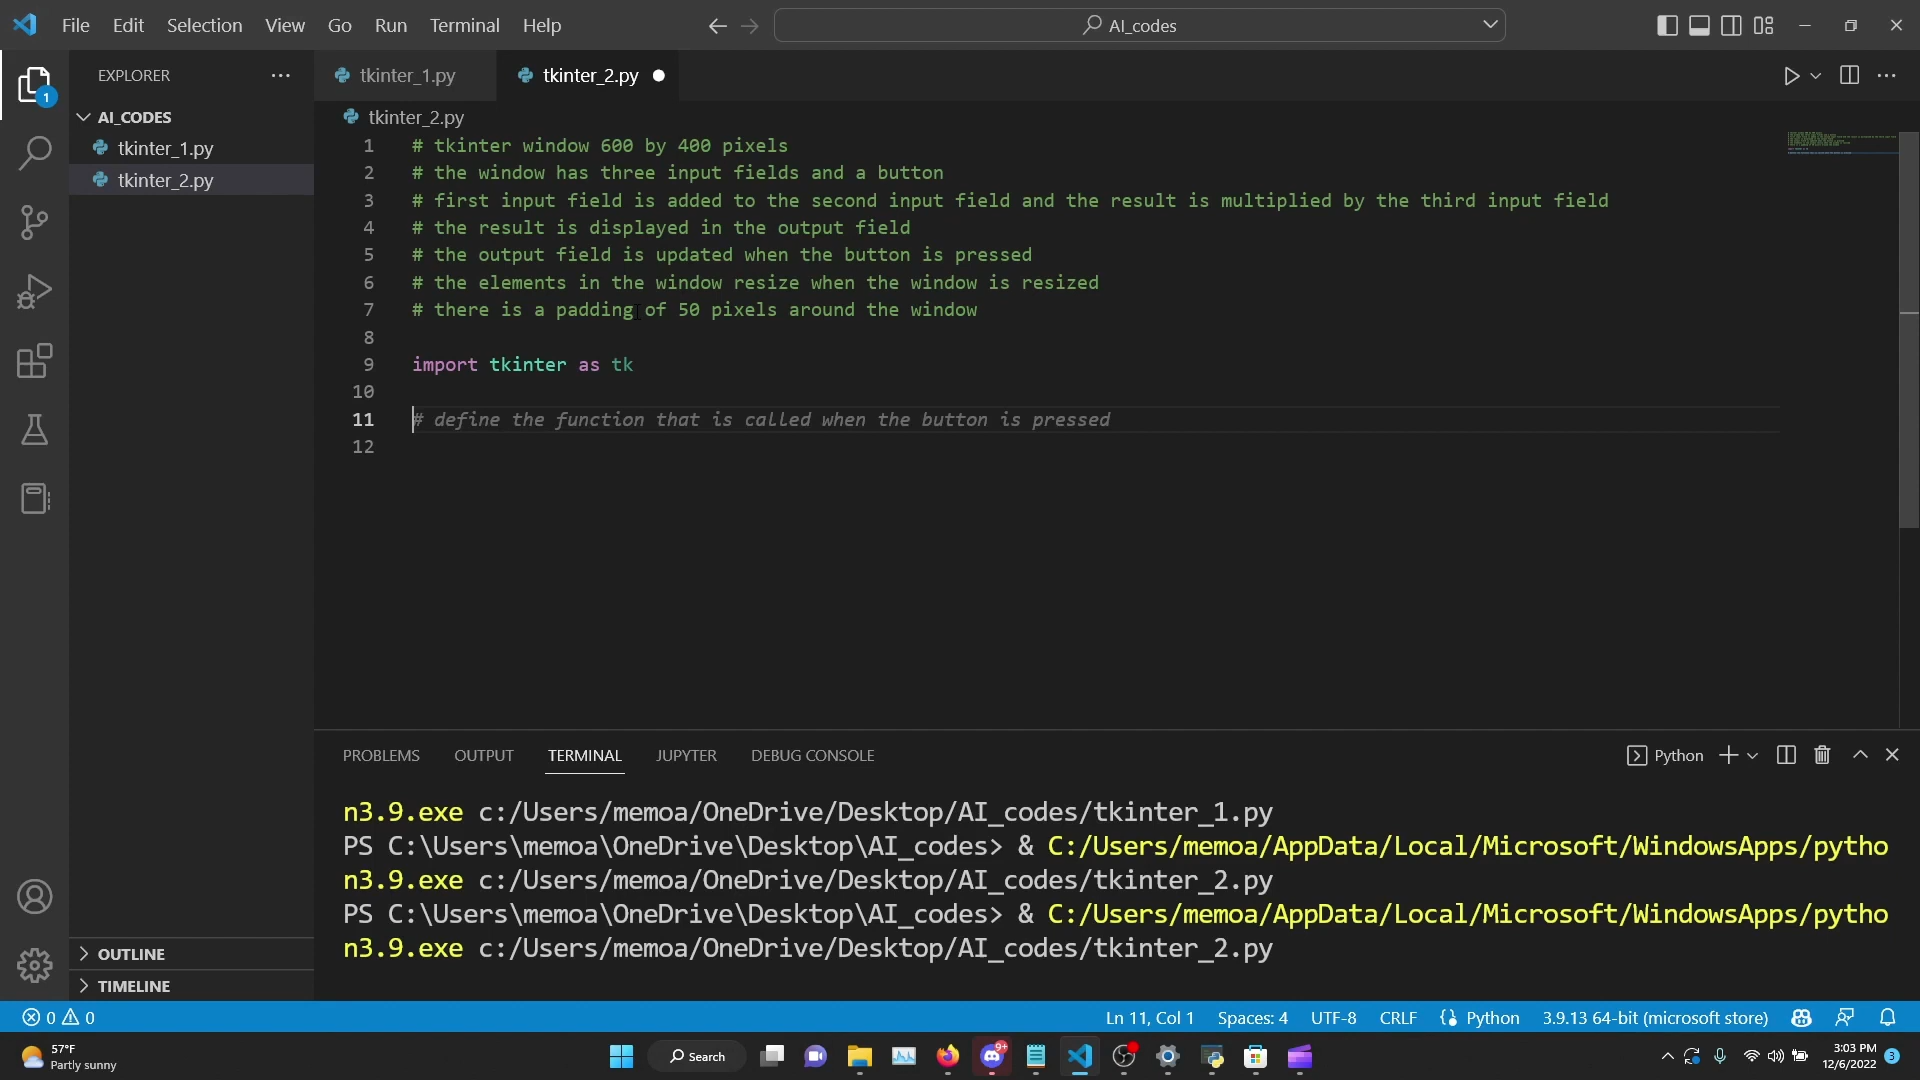 File Edit Selection View Go Run Terminal Help
AI_codes
EXPLORER
tkinter_1.py
tkinter_2.py
1
AI_CODES
tkinter_1.py
tkinter_2.py
tkinter_2.py
1 # tkinter window 600 by 400 pixels
2 # the window has three input fields and a button
3 # first input field is added to the second input field and the result is multiplied by the third input field
4 # the result is displayed in the output field
5 # the output field is updated when the button is pressed
6 # the elements in the window resize when the window is resized
7 # there is a padding of 50 pixels around the window
8
9 import tkinter as tk
10
11 # define the function that is called when the button is pressed
12
PROBLEMS OUTPUT TERMINAL JUPYTER DEBUG CONSOLE
Python
n3.9.exe c:/Users/memoa/OneDrive/Desktop/AI_codes/tkinter_1.py
PS C:\Users\memoa\OneDrive\Desktop\AI_codes> & C:/Users/memoa/AppData/Local/Microsoft/WindowsApps/pytho
n3.9.exe c:/Users/memoa/OneDrive/Desktop/AI_codes/tkinter_2.py
PS C:\Users\memoa\OneDrive\Desktop\AI_codes> & C:/Users/memoa/AppData/Local/Microsoft/WindowsApps/pytho
n3.9.exe c:/Users/memoa/OneDrive/Desktop/AI_codes/tkinter_2.py
OUTLINE
TIMELINE
0 0
Ln 11, Col 1 Spaces: 4 UTF-8 CRLF Python 3.9.13 64-bit (microsoft store)
57°F
Partly sunny
Search
9+
3:03 PM
12/6/2022
3